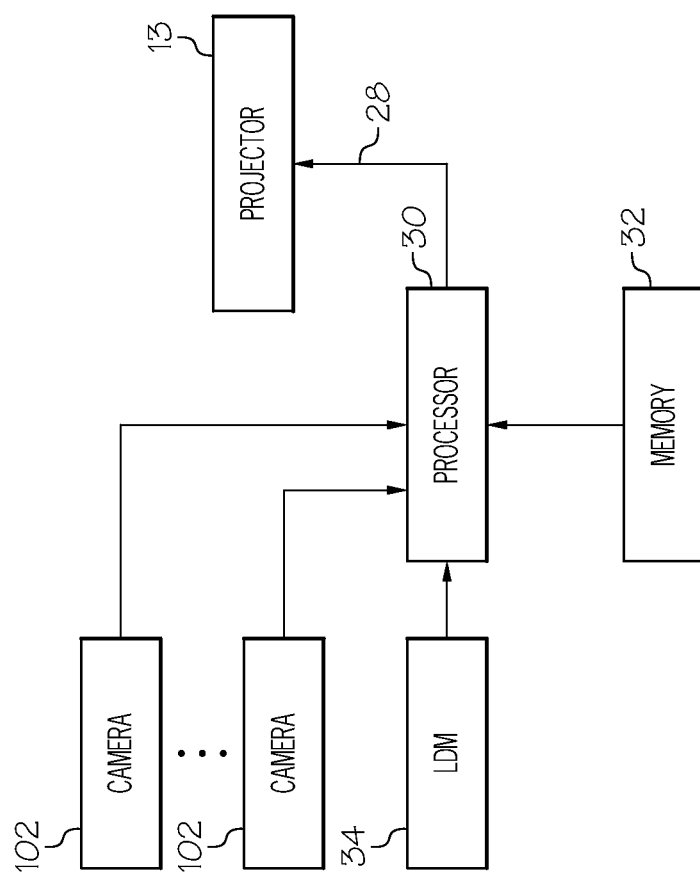 102
CAMERA
102
CAMERA
34
LDM
30
PROCESSOR
32
MEMORY
28
13
PROJECTOR